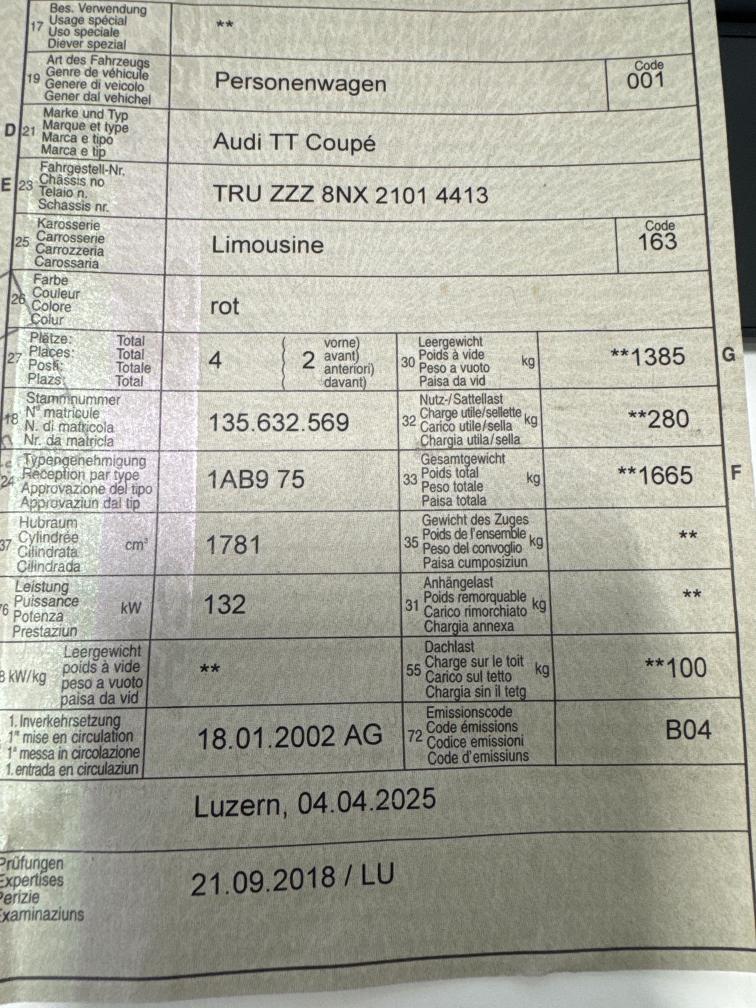 Bes. Verwendung
17 Usage spécial
Uso speciale
Diever spezial
**
Art des Fahrzeugs
19 Genre de véhicule
Genere di veicolo
Gener dal vehichel
Personenwagen
Code
001
Marke und Typ
D 21 Marque et type
Marca e tipo
Marca e tip
Audi TT Coupé
Fahrgestell-Nr.
E 23 Châssis no
Telaio n.
Schassis nr.
TRU ZZZ 8NX 2101 4413
Karosserie
25 Carrosserie
Carrozzeria
Carossaria
Limousine
Code
163
Farbe
26 Couleur
Colore
Colur
rot
Plätze: Total
27 Places: Total
Posti: Totale
Plazs: Total
4
vorne)
( 2 avant)
anteriori)
davant)
Leergewicht
30 Poids à vide kg
Peso a vuoto
Paisa da vid
**1385 G
Stammnummer
18 N° matricule
N. di matricola
Nr. da matricla
135.632.569
Nutz-/Sattellast
32 Charge utile/sellette kg
Carico utile/sella
Chargia utila/sella
**280
Typengenehmigung
24 Réception par type
Approvazione del tipo
Approvaziun dal tip
1AB9 75
Gesamtgewicht
33 Poids total kg
Peso totale
Paisa totala
**1665 F
Hubraum
37 Cylindrée cm³
Cilindrata
Cilindrada
1781
Gewicht des Zuges
35 Poids de l'ensemble kg
Peso del convoglio
Paisa cumposiziun
**
Leistung
6 Puissance kW
Potenza
Prestaziun
132
Anhängelast
31 Poids remorquable kg
Carico rimorchiato
Chargia annexa
**
Leergewicht
8 kW/kg poids à vide
peso a vuoto
paisa da vid
**
Dachlast
55 Charge sur le toit kg
Carico sul tetto
Chargia sin il tetg
**100
1. Inverkehrsetzung
1re mise en circulation
1a messa in circolazione
1. entrada en circulaziun
18.01.2002 AG
Emissionscode
72 Code émissions
Codice emissioni
Code d'emissiuns
B04
Luzern, 04.04.2025
Prüfungen
Expertises
Perizie
Examinaziuns
21.09.2018 / LU